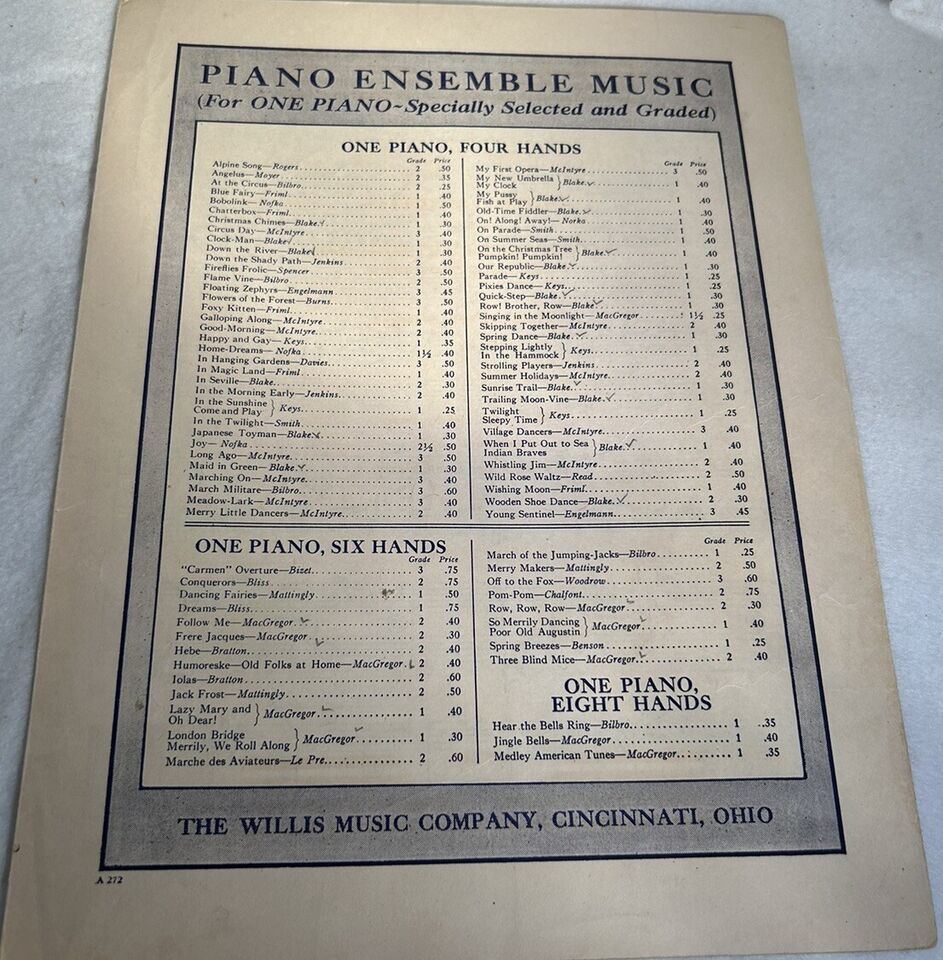 PIANO ENSEMBLE MUSIC
(For ONE PIANO~Specially Selected and Graded)
ONE PIANO, FOUR HANDS
Grade Price
Alpine Song—Rogers 2 .50
Angelus—Moyer 2 .35
At the Circus—Bilbro 2 .25
Blue Fairy—Friml 1 .40
Bobolink—Nofka 1 .50
Chatterbox—Friml 1 .40
Christmas Chimes—Blake 1 .30
Circus Day—McIntyre 3 .40
Clock-Man—Blake 1 .30
Down the River—Blake 1 .30
Down the Shady Path—Jenkins 2 .40
Fireflies Frolic—Spencer 3 .50
Flame Vine—Bilbro 2 .50
Floating Zephyrs—Engelmann 3 .45
Flowers of the Forest—Burns 3 .50
Foxy Kitten—Friml 1 .40
Galloping Along—McIntyre 2 .40
Good-Morning—McIntyre 2 .40
Happy and Gay—Keys 1 .35
Home-Dreams—Nofka 1½ .40
In Hanging Gardens—Davies 3 .50
In Magic Land—Friml 1 .40
In Seville—Blake 2 .30
In the Morning Early—Jenkins 2 .40
In the Sunshine
Come and Play } Keys 1 .25
In the Twilight—Smith 1 .40
Japanese Toyman—Blake 1 .30
Joy—Nofka 2½ .50
Long Ago—McIntyre 3 .50
Maid in Green—Blake 1 .30
Marching On—McIntyre 3 .40
March Militare—Bilbro 3 .60
Meadow-Lark—McIntyre 3 .40
Merry Little Dancers—McIntyre 2 .40
Grade Price
My First Opera—McIntyre 3 .50
My New Umbrella
My Clock } Blake 1 .40
My Pussy
Fish at Play } Blake 1 .40
Old-Time Fiddler—Blake 1 .30
On! Along! Away!—Norka 1 .40
On Parade—Smith 1 .50
On Summer Seas—Smith 1 .40
On the Christmas Tree
Pumpkin! Pumpkin! } Blake 1 .40
Our Republic—Blake 1 .30
Parade—Keys 1 .25
Pixies Dance—Keys 1 .25
Quick-Step—Blake 1 .30
Row! Brother, Row—Blake 1 .30
Singing in the Moonlight—MacGregor 1½ .25
Skipping Together—McIntyre 2 .40
Spring Dance—Blake 1 .30
Stepping Lightly
In the Hammock } Keys 1 .25
Strolling Players—Jenkins 2 .40
Summer Holidays—McIntyre 2 .40
Sunrise Trail—Blake 1 .30
Trailing Moon-Vine—Blake 1 .30
Twilight
Sleepy Time } Keys 1 .25
Village Dancers—McIntyre 3 .40
When I Put Out to Sea
Indian Braves } Blake 1 .40
Whistling Jim—McIntyre 2 .40
Wild Rose Waltz—Read 2 .50
Wishing Moon—Friml 1 .40
Wooden Shoe Dance—Blake 2 .30
Young Sentinel—Engelmann 3 .45
ONE PIANO, SIX HANDS
Grade Price
"Carmen" Overture—Bizet 3 .75
Conquerors—Bliss 2 .75
Dancing Fairies—Mattingly 1 .50
Dreams—Bliss 1 .75
Follow Me—MacGregor 2 .40
Frere Jacques—MacGregor 2 .30
Hebe—Bratton 2 .40
Humoreske—Old Folks at Home—MacGregor 2 .40
Iolas—Bratton 2 .60
Jack Frost—Mattingly 2 .50
Lazy Mary and
Oh Dear! } MacGregor 1 .40
London Bridge
Merrily, We Roll Along } MacGregor 1 .30
Marche des Aviateurs—Le Pre 2 .60
Grade Price
March of the Jumping-Jacks—Bilbro 1 .25
Merry Makers—Mattingly 2 .50
Off to the Fox—Woodrow 3 .60
Pom-Pom—Chalfont 2 .75
Row, Row, Row—MacGregor 2 .30
So Merrily Dancing
Poor Old Augustin } MacGregor 1 .40
Spring Breezes—Benson 1 .25
Three Blind Mice—MacGregor 2 .40
ONE PIANO,
EIGHT HANDS
Hear the Bells Ring—Bilbro 1 .35
Jingle Bells—MacGregor 1 .40
Medley American Tunes—MacGregor 1 .35
THE WILLIS MUSIC COMPANY, CINCINNATI, OHIO
A 272